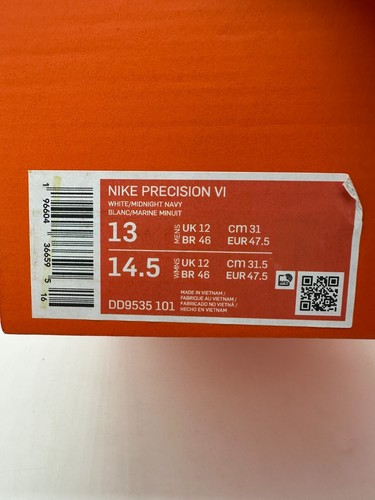 NIKE PRECISION VI
WHITE/MIDNIGHT NAVY
BLANC/MARINE MINUIT
13 MENS UK 12 cm 31
BR 46 EUR 47.5
14.5 WMNS UK 12 cm 31.5
BR 46 EUR 47.5
DD9535 101
MADE IN VIETNAM /
FABRIQUÉ AU VIETNAM /
FABRICADO NO VIETNÃ /
HECHO EN VIETNAM
1 96604 36659 5 16